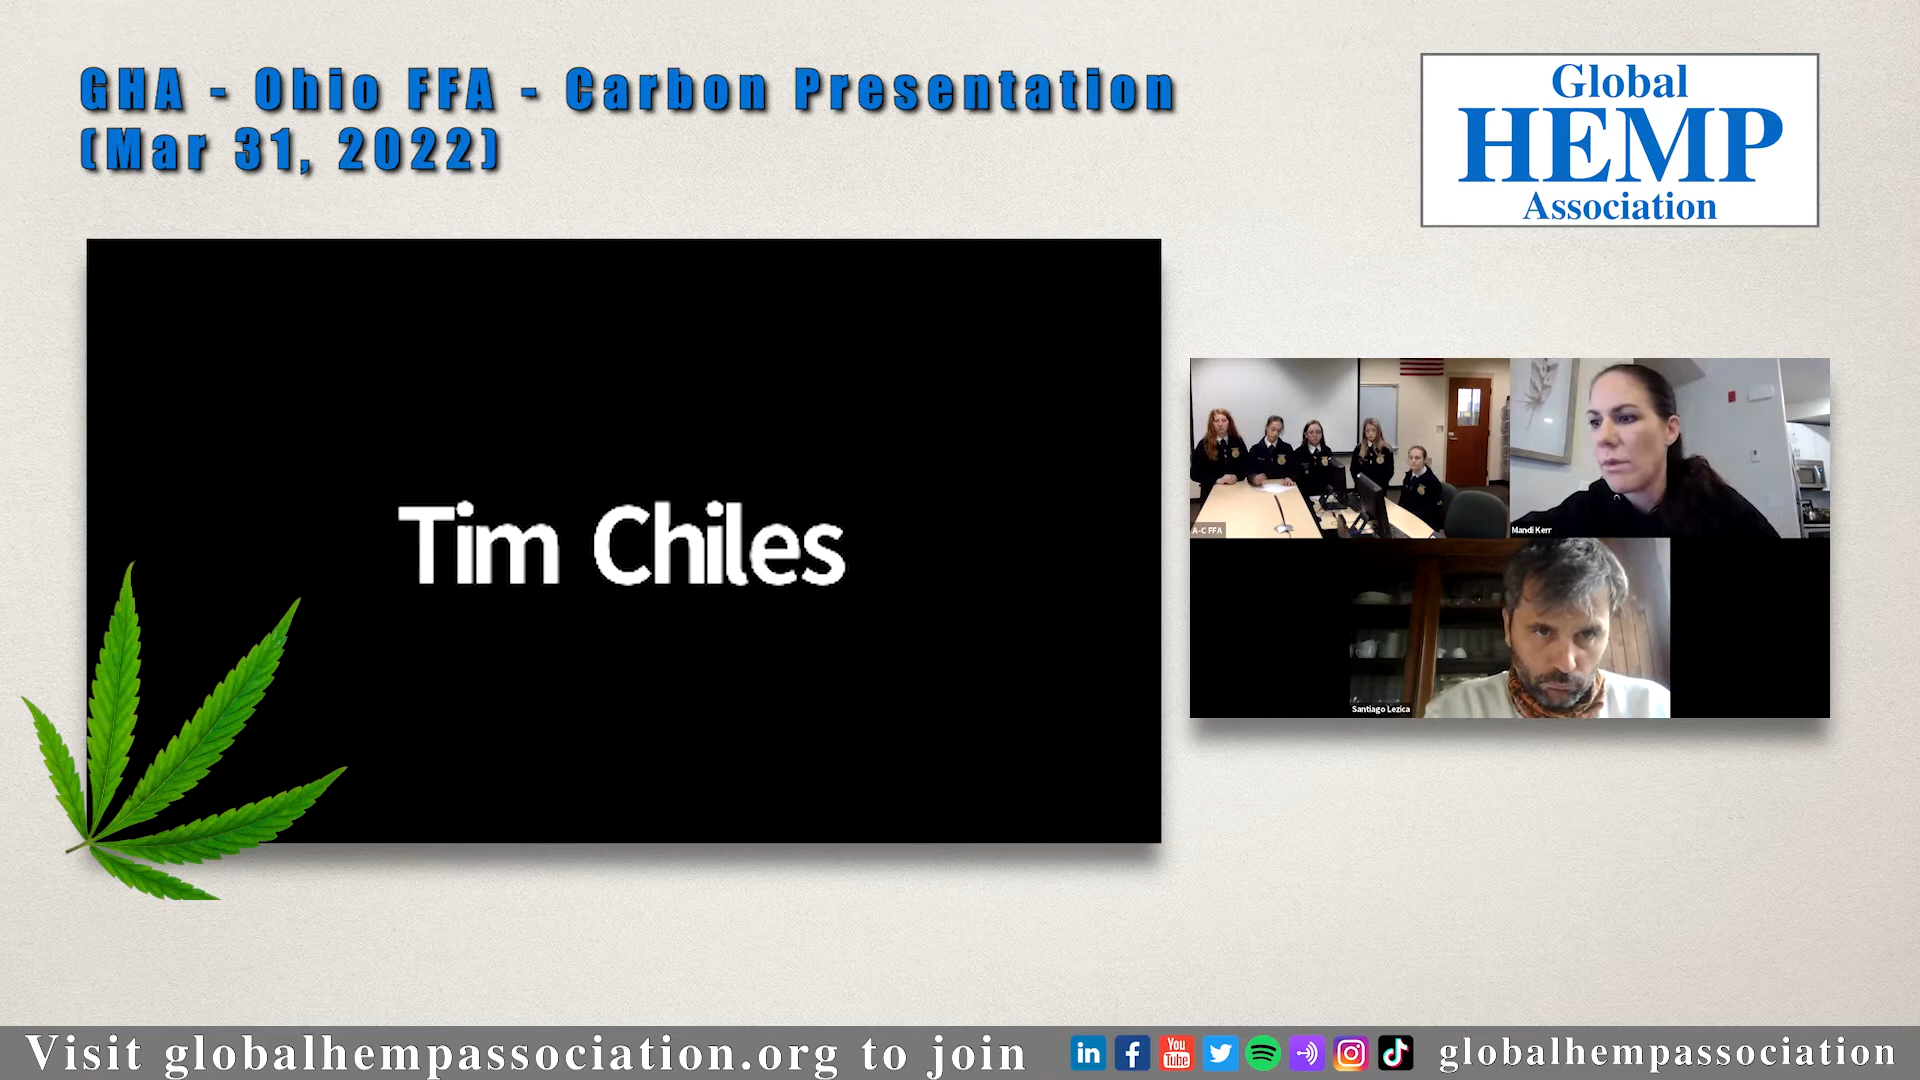 GHA - Ohio FFA - Carbon Presentation
(Mar 31, 2022)
Global
HEMP
Association
Tim Chiles
A-C FFA
Mandi Kerr
Santiago Lezica
Visit globalhempassociation.org to join
in
f
You
Tube
globalhempassociation